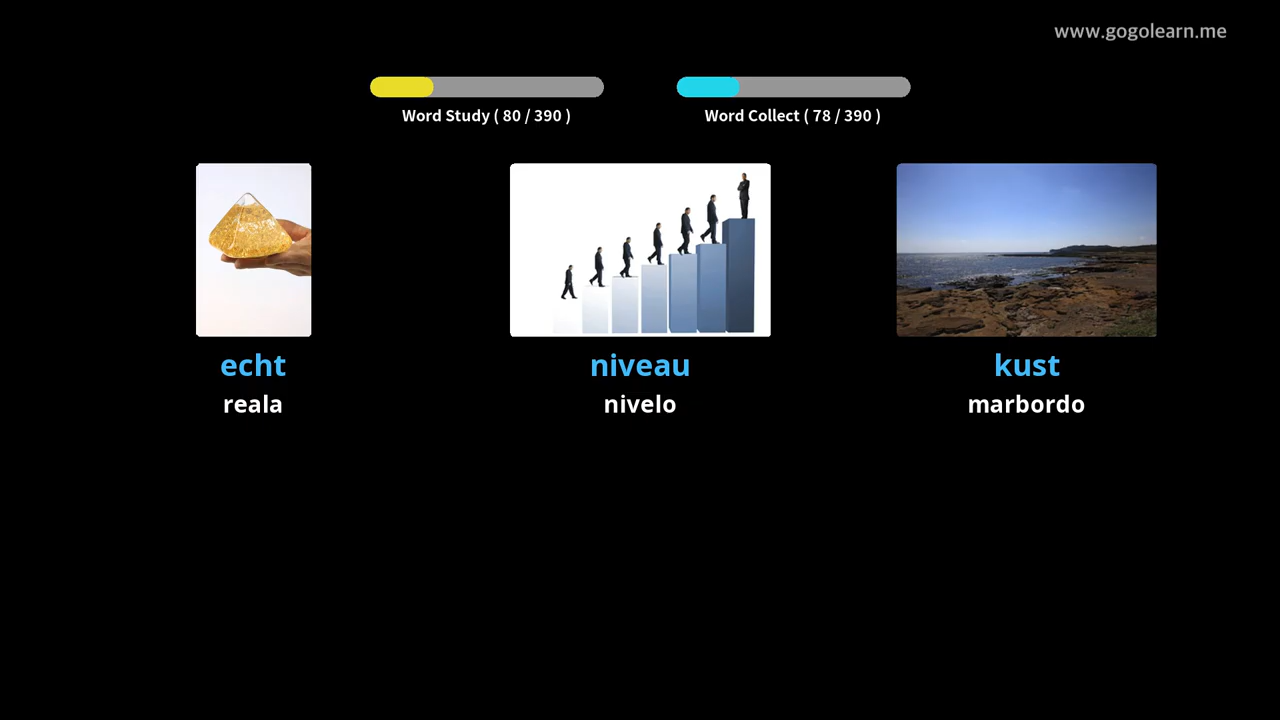 www.gogolearn.me
Word Study ( 80 / 390 )
Word Collect ( 78 / 390 )
echt
reala
niveau
nivelo
kust
marbordo